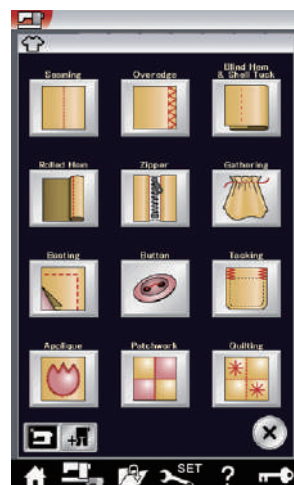 Seaming Overedge Blind Hem & Shell Tuck
Rolled Hem Zipper Gathering
Basting Button Tacking
Applique Patchwork Quilting
SET ?